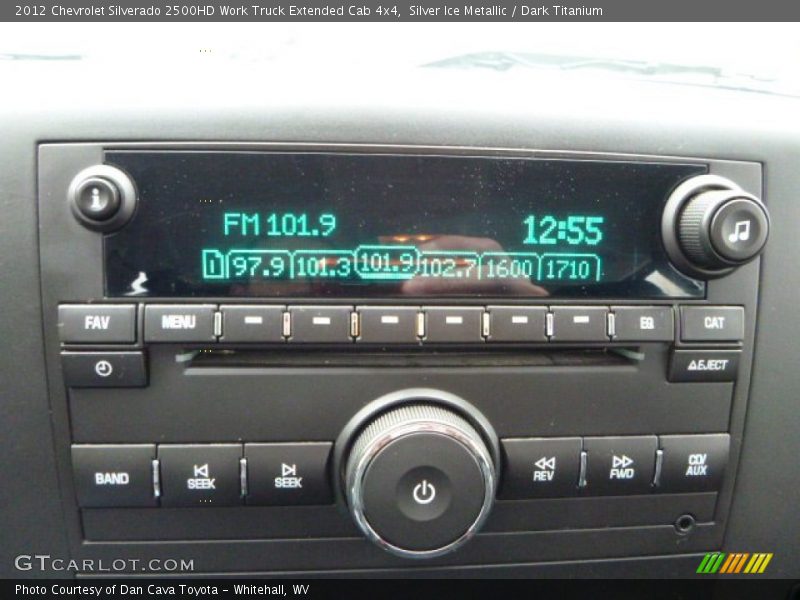 2012 Chevrolet Silverado 2500HD Work Truck Extended Cab 4x4,  Silver Ice Metallic / Dark Titanium
i
FM 101.9 12:55
1 97.9 101.3 101.9 102.7 1600 1710
FAV MENU EQ CAT
EJECT
BAND SEEK SEEK REV FWD CD/AUX
GTCARLOT.COM
Photo Courtesy of Dan Cava Toyota – Whitehall, WV